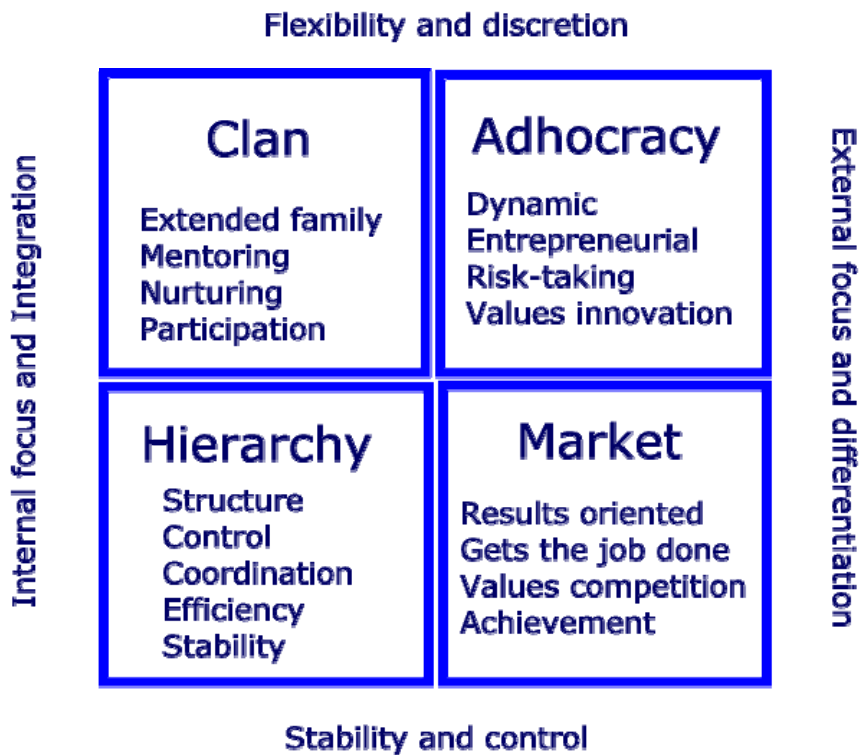 Flexibility and discretion
Internal focus and Integration
Clan
Extended family
Mentoring
Nurturing
Participation
Adhocracy
Dynamic
Entrepreneurial
Risk-taking
Values innovation
External focus and differentiation
Hierarchy
Structure
Control
Coordination
Efficiency
Stability
Market
Results oriented
Gets the job done
Values competition
Achievement
Stability and control